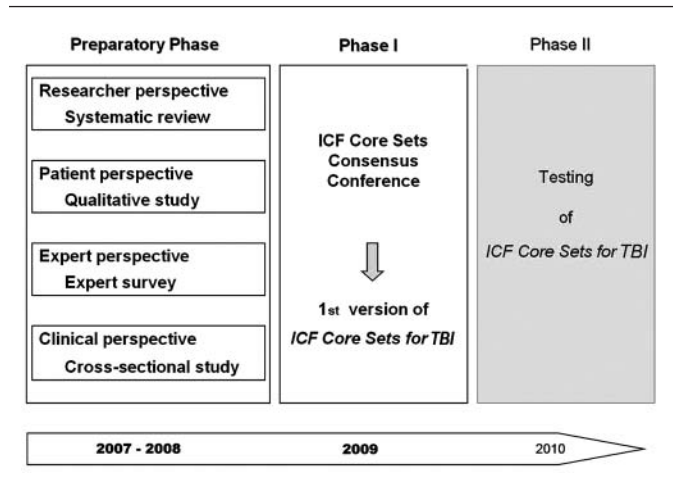 Preparatory Phase
Phase I
Phase II
Researcher perspective
Systematic review
Patient perspective
Qualitative study
Expert perspective
Expert survey
Clinical perspective
Cross-sectional study
ICF Core Sets
Consensus
Conference
1st version of
ICF Core Sets for TBI
Testing
of
ICF Core Sets for TBI
2007 - 2008
2009
2010